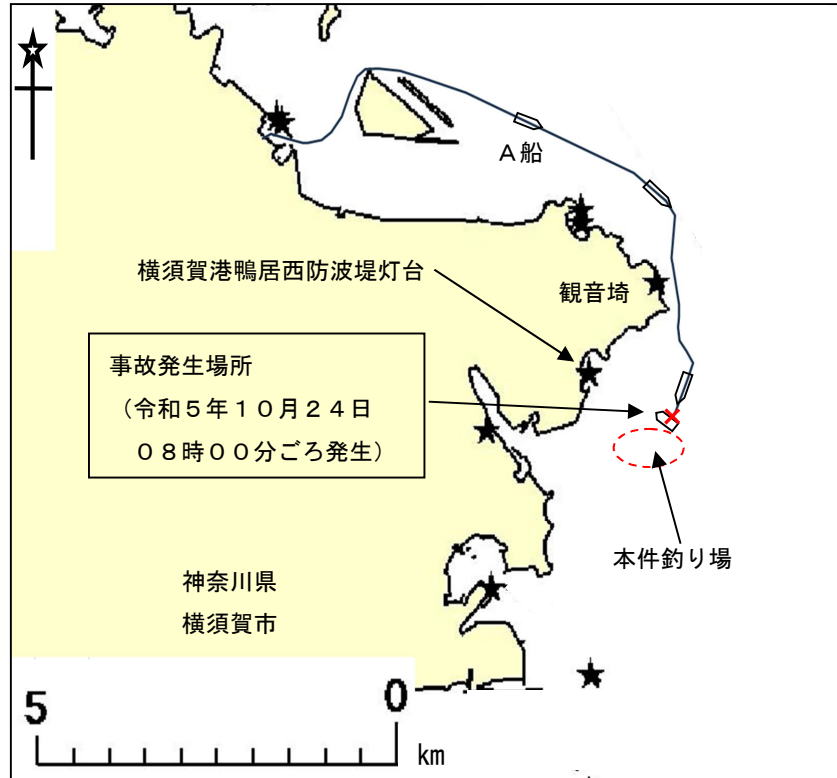 A船
横須賀港鴨居西防波堤灯台
観音埼
事故発生場所
（令和５年１０月２４日
０８時００分ごろ発生）
本件釣り場
神奈川県
横須賀市
5 0
km